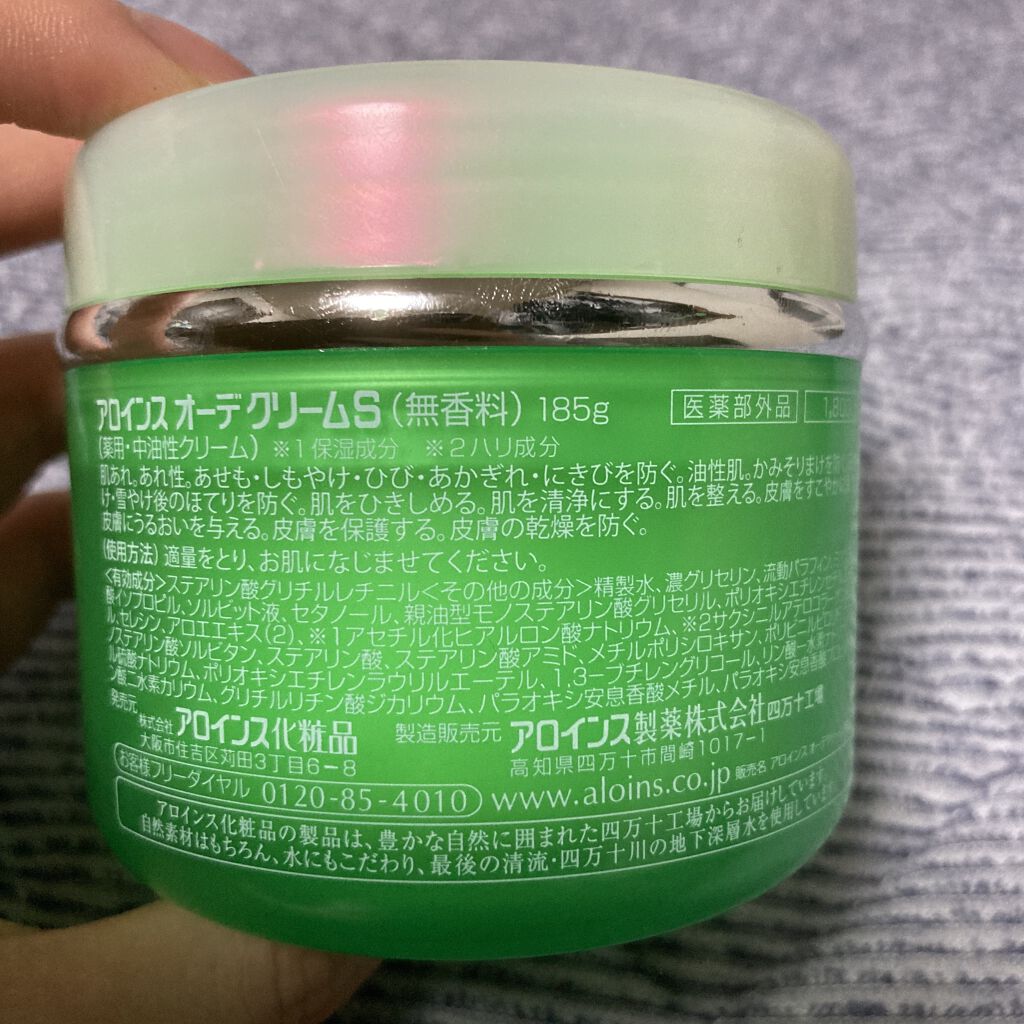 アロインス オーデクリームS（無香料） 185g 医薬部外品
（薬用・中油性クリーム） ※1保湿成分 ※2ハリ成分
肌あれ。あれ性。あせも・しもやけ・ひび・あかぎれ・にきびを防ぐ。油性肌。かみそりまけを防ぐ
け・雪やけ後のほてりを防ぐ。肌をひきしめる。肌を清浄にする。肌を整える。皮膚をすこやか
皮膚にうるおいを与える。皮膚を保護する。皮膚の乾燥を防ぐ。
〈使用方法〉適量をとり、お肌になじませてください。
＜有効成分＞ステアリン酸グリチルレチニル＜その他の成分＞精製水、濃グリセリン、流動パラフィン、
酸イソプロピル、ソルビット液、セタノール、親油型モノステアリン酸グリセリル、ポリオキシエチレン
ル、セレシン、アロエエキス(2)、※1アセチル化ヒアルロン酸ナトリウム、※2サクシニルアテロコラー
ノステアリン酸ソルビタン、ステアリン酸、ステアリン酸アミド、メチルポリシロキサン、ポリビニル
ル硫酸ナトリウム、ポリオキシエチレンラウリルエーテル、1,3-ブチレングリコール、リン酸一水素ナト
ン酸二水素カリウム、グリチルリチン酸ジカリウム、パラオキシ安息香酸メチル、パラオキシ安息香酸
発売元 株式会社 アロインス化粧品 製造販売元 アロインス製薬株式会社四万十工場
大阪市住吉区苅田3丁目6-8 高知県四万十市間崎1017-1
お客様フリーダイヤル 0120-85-4010 www.aloins.co.jp 販売名 アロインスオーデ
アロインス化粧品の製品は、豊かな自然に囲まれた四万十工場からお届けしています。
自然素材はもちろん、水にもこだわり、最後の清流・四万十川の地下深層水を使用してい